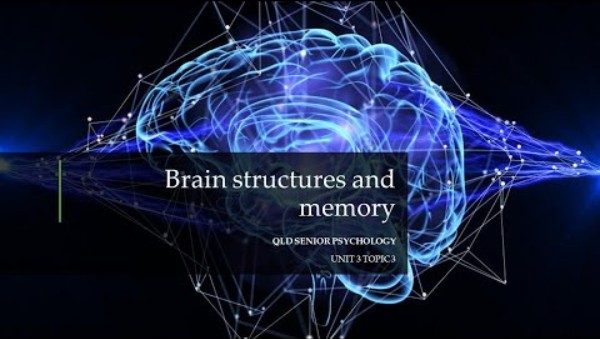 Brain structures and
memory
QLD SENIOR PSYCHOLOGY
UNIT 3 TOPIC 3